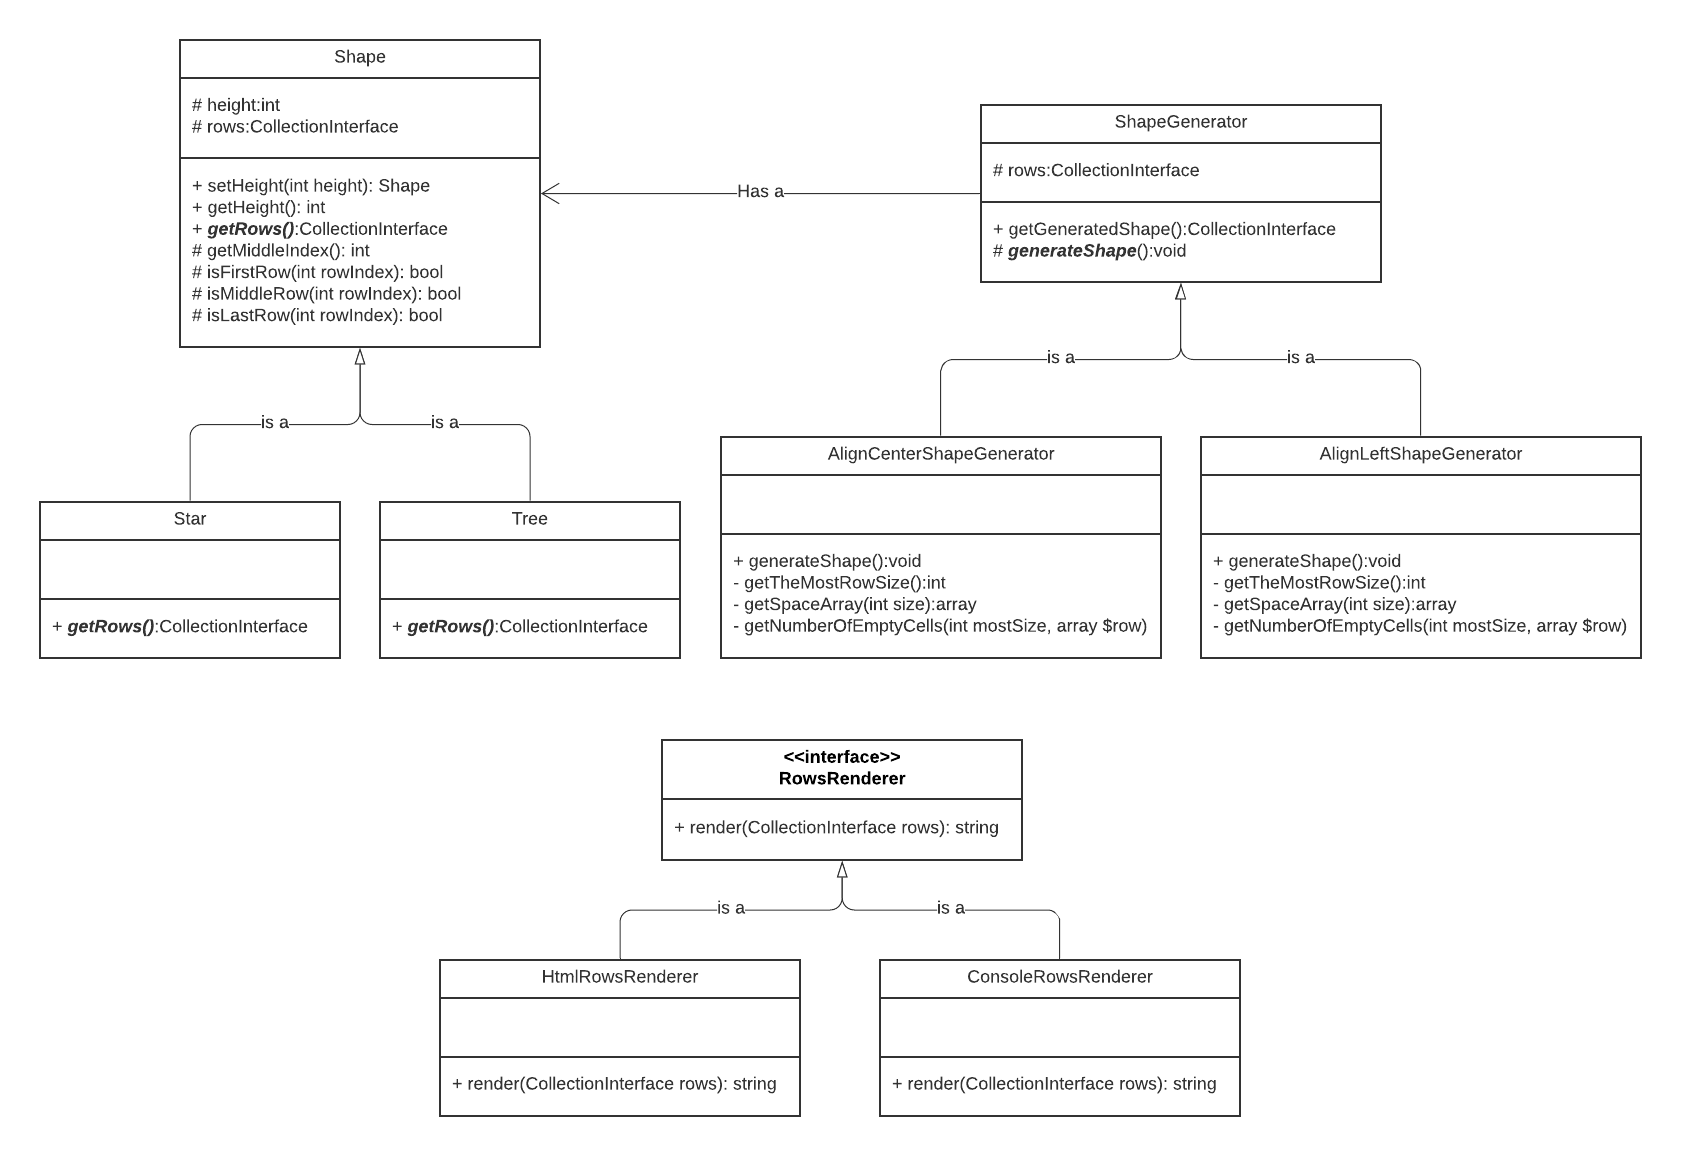 Shape
# height:int
# rows:CollectionInterface
+ setHeight(int height): Shape
+ getHeight(): int
+ getRows():CollectionInterface
# getMiddleIndex(): int
# isFirstRow(int rowIndex): bool
# isMiddleRow(int rowIndex): bool
# isLastRow(int rowIndex): bool
Has a
ShapeGenerator
# rows:CollectionInterface
+ getGeneratedShape():CollectionInterface
# generateShape():void
is a
is a
is a
is a
Star
+ getRows():CollectionInterface
Tree
+ getRows():CollectionInterface
AlignCenterShapeGenerator
+ generateShape():void
- getTheMostRowSize():int
- getSpaceArray(int size):array
- getNumberOfEmptyCells(int mostSize, array $row)
AlignLeftShapeGenerator
+ generateShape():void
- getTheMostRowSize():int
- getSpaceArray(int size):array
- getNumberOfEmptyCells(int mostSize, array $row)
<<interface>>
RowsRenderer
+ render(CollectionInterface rows): string
is a
is a
HtmlRowsRenderer
+ render(CollectionInterface rows): string
ConsoleRowsRenderer
+ render(CollectionInterface rows): string